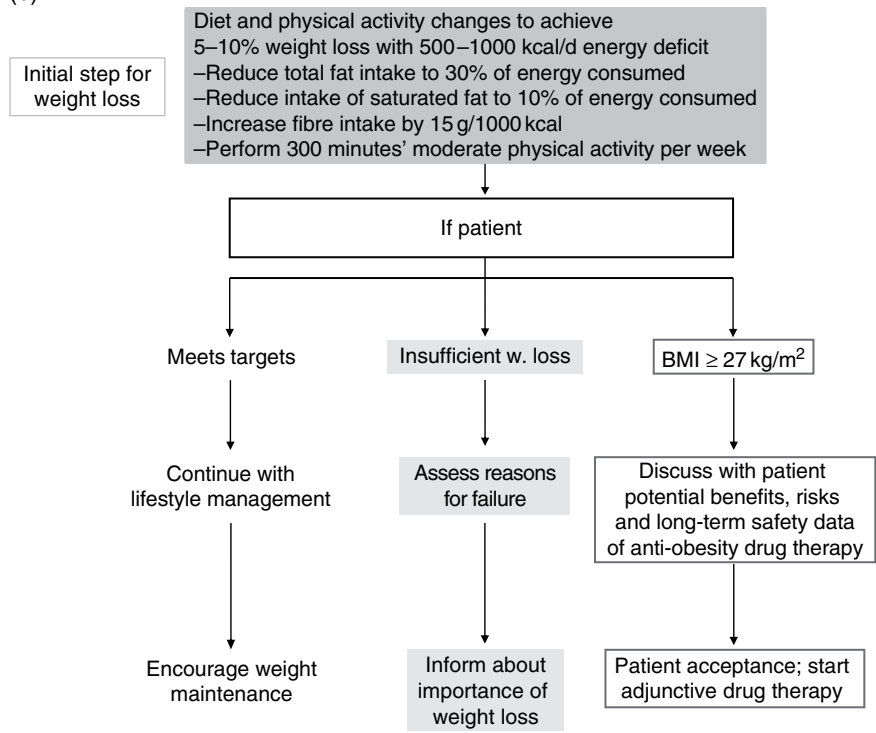 Diet and physical activity changes to achieve
5–10% weight loss with 500–1000 kcal/d energy deficit
–Reduce total fat intake to 30% of energy consumed
–Reduce intake of saturated fat to 10% of energy consumed
–Increase fibre intake by 15 g/1000 kcal
–Perform 300 minutes' moderate physical activity per week
Initial step for
weight loss
If patient
Meets targets
Insufficient w. loss
BMI ≥ 27 kg/m²
Continue with
lifestyle management
Assess reasons
for failure
Discuss with patient
potential benefits, risks
and long-term safety data
of anti-obesity drug therapy
Encourage weight
maintenance
Inform about
importance of
weight loss
Patient acceptance; start
adjunctive drug therapy